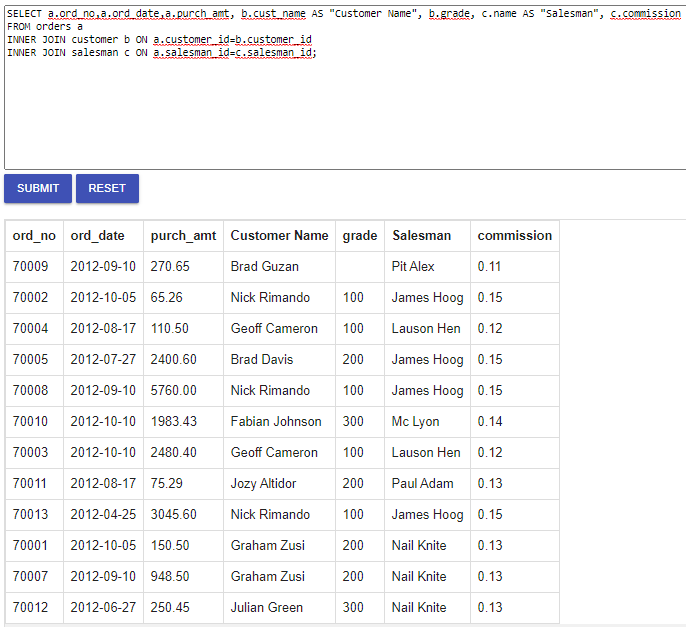 SELECT a.ord_no,a.ord_date,a.purch_amt, b.cust_name AS "Customer Name", b.grade, c.name AS "Salesman", c.commission
FROM orders a
INNER JOIN customer b ON a.customer_id=b.customer_id
INNER JOIN salesman c ON a.salesman_id=c.salesman_id;
SUBMIT RESET
ord_no ord_date purch_amt Customer Name grade Salesman commission
70009 2012-09-10 270.65 Brad Guzan Pit Alex 0.11
70002 2012-10-05 65.26 Nick Rimando 100 James Hoog 0.15
70004 2012-08-17 110.50 Geoff Cameron 100 Lauson Hen 0.12
70005 2012-07-27 2400.60 Brad Davis 200 James Hoog 0.15
70008 2012-09-10 5760.00 Nick Rimando 100 James Hoog 0.15
70010 2012-10-10 1983.43 Fabian Johnson 300 Mc Lyon 0.14
70003 2012-10-10 2480.40 Geoff Cameron 100 Lauson Hen 0.12
70011 2012-08-17 75.29 Jozy Altidor 200 Paul Adam 0.13
70013 2012-04-25 3045.60 Nick Rimando 100 James Hoog 0.15
70001 2012-10-05 150.50 Graham Zusi 200 Nail Knite 0.13
70007 2012-09-10 948.50 Graham Zusi 200 Nail Knite 0.13
70012 2012-06-27 250.45 Julian Green 300 Nail Knite 0.13